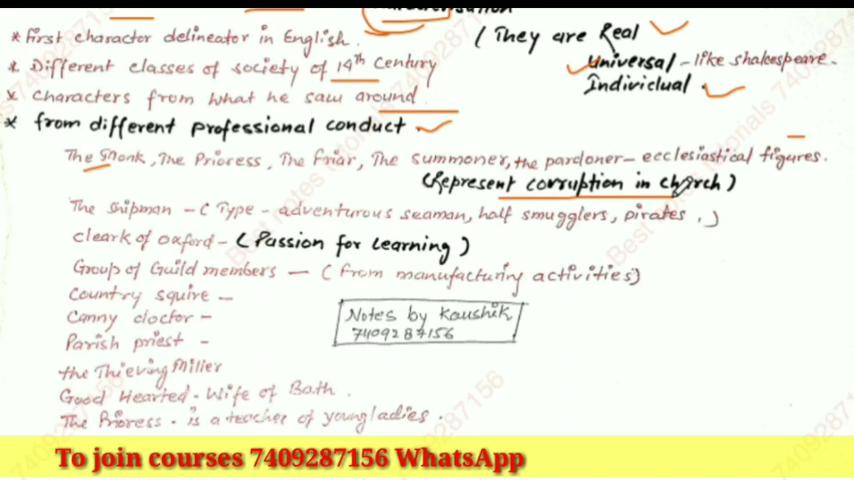 * First character delineator in English.
(They are Real
* Different classes of society of 14th Century
Universal - like shakespeare.
* characters from what he saw around
Individual.
* from different professional conduct.
The Monk, The Prioress, The Friar, The summoner, the pardoner - ecclesiastical figures.
(Represent corruption in church)
The shipman - (Type - adventurous seaman, half smugglers, pirates.)
cleark of oxford - (Passion for Learning)
Group of Guild members - (from manufacturing activities)
Country squire -
Canny doctor -
Parish priest -
the Thieving Miller
Good Hearted - Wife of Bath.
The Prioress - is a teacher of young ladies.
Notes by Kaushik
7409287156
To join courses 7409287156 WhatsApp